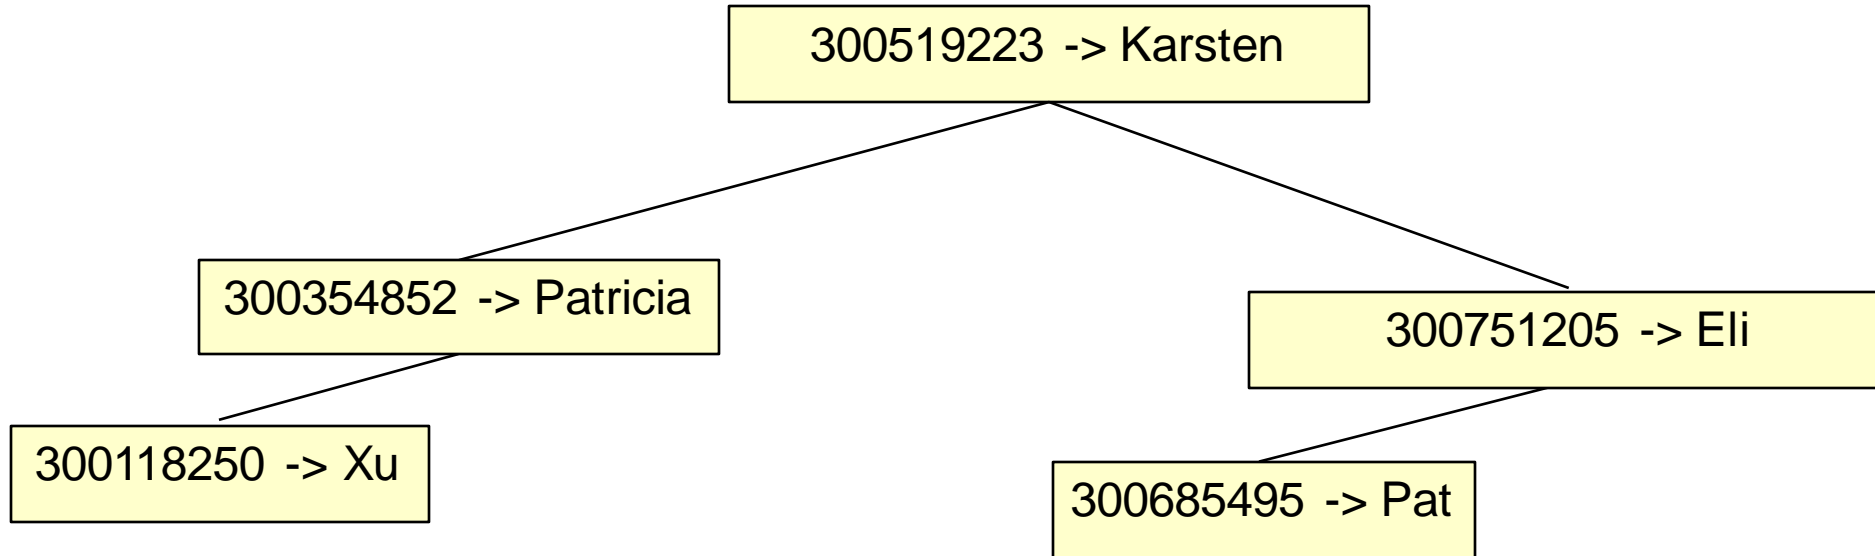 300519223 -> Karsten
300354852 -> Patricia
300751205 -> Eli
300118250 -> Xu
300685495 -> Pat